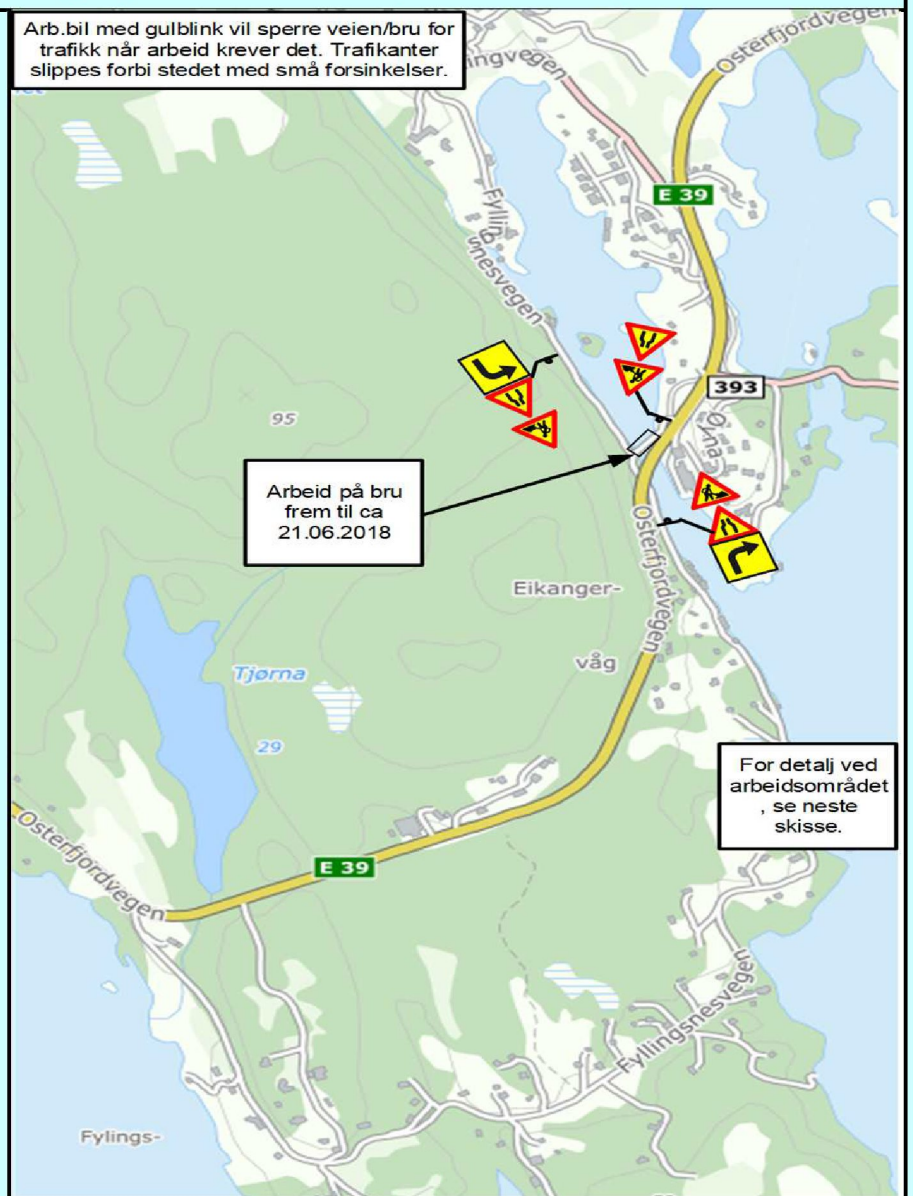 Arb.bil med gulblink vil sperre veien/bru for
trafikk når arbeid krever det. Trafikanter
slippes forbi stedet med små forsinkelser.
ingvegen
Osterfjordvegen
E 39
Fyllingsnesvegen
393
Øyna
95
Arbeid på bru
frem til ca
21.06.2018
Osterfjordvegen
Eikanger-
våg
Tjørna
29
For detalj ved
arbeidsområdet
, se neste
skisse.
Osterfjordvegen
E 39
Fyllingsnesvegen
Fylings-